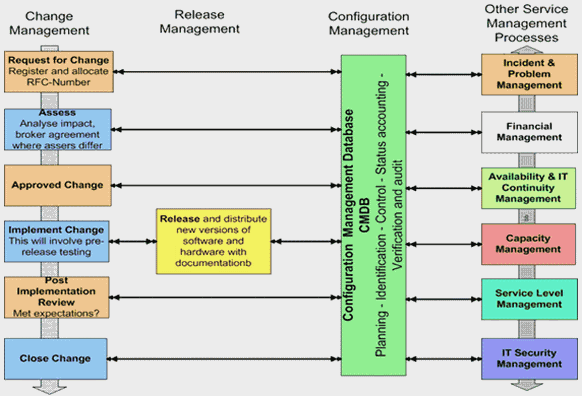 Change
Management
Release
Management
Configuration
Management
Other Service
Management
Processes
Request for Change
Register and allocate
RFC-Number
Assess
Analyse impact,
broker agreement
where assers differ
Approved Change
Implement Change
This will involve pre-
release testing
Post
Implementation
Review
Met expectations?
Close Change
Release and distribute
new versions of
software and
hardware with
documentationb
Configuration Management Database
CMDB
Planning - Identification - Control - Status accounting -
Verification and audit
Incident &
Problem
Management
Financial
Management
Availability & IT
Continuity
Management
Capacity
Management
Service Level
Management
IT Security
Management